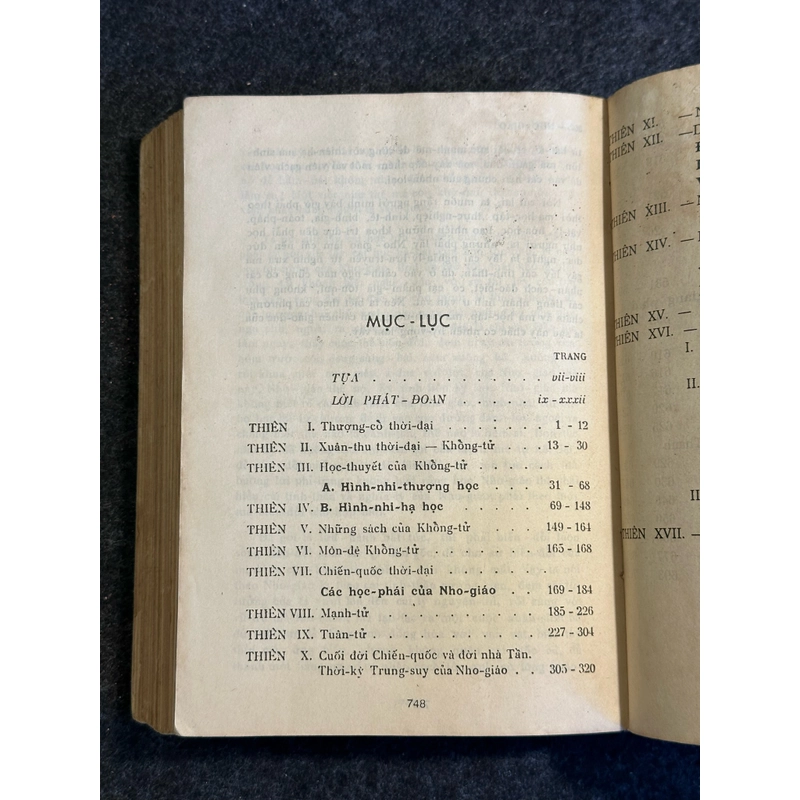 MỤC - LỤC
TRANG
TỰA . . . . . . . . . . . . vii-viii
LỜI PHÁT-ĐOAN . . . . . ix - xxxii
THIÊN I. Thượng-cổ thời-đại . . . . . . . 1 - 12
THIÊN II. Xuân-thu thời-đại — Khổng-tử . . . . 13 - 30
THIÊN III. Học-thuyết của Khổng-tử . . . . .
A. Hình-nhi-thượng học . . . . 31 - 68
THIÊN IV. B. Hình-nhi-hạ học . . . . . 69 - 148
THIÊN V. Những sách của Khổng-tử . . . . 149 - 164
THIÊN VI. Môn-đệ Khổng-tử . . . . . . 165 - 168
THIÊN VII. Chiến-quốc thời-đại . . . . . .
Các học-phái của Nho-giáo . . 169 - 184
THIÊN VIII. Mạnh-tử . . . . . . . . . . 185 - 226
THIÊN IX. Tuân-tử . . . . . . . . . . . 227 - 304
THIÊN X. Cuối đời Chiến-quốc và đời nhà Tần.
Thời-kỳ Trung-suy của Nho-giáo . . 305 - 320
748
THIÊN XI. —
THIÊN XII. —
THIÊN XIII. —
THIÊN XIV. —
THIÊN XV. —
THIÊN XVI. —
I.
II.
II.
THIÊN XVII. —